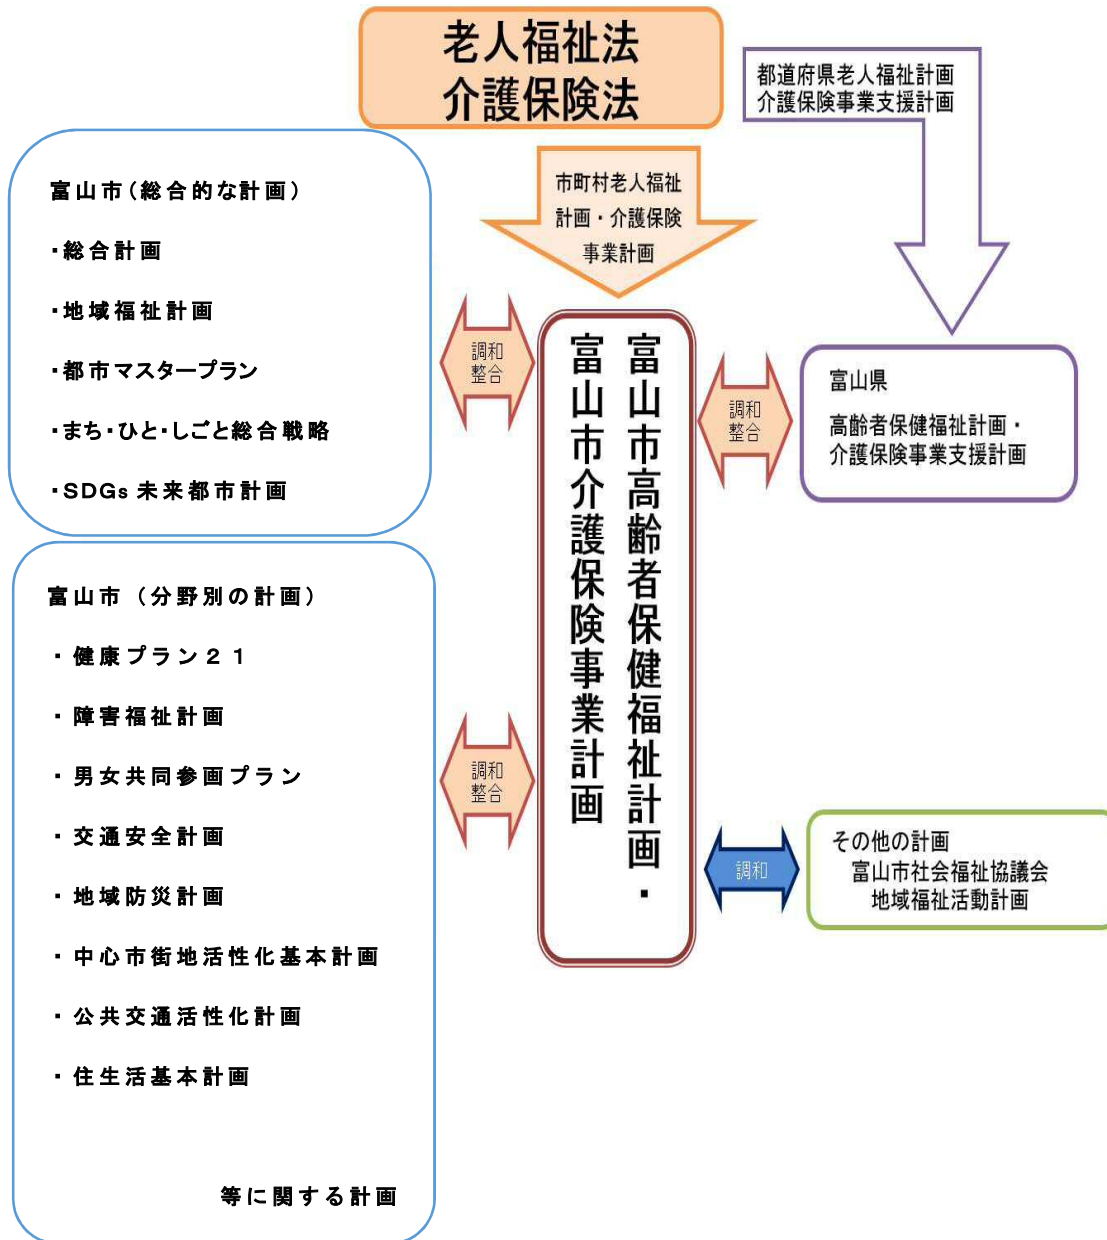 老人福祉法
介護保険法
都道府県老人福祉計画
介護保険事業支援計画
市町村老人福祉
計画・介護保険
事業計画
富山市（総合的な計画）
・総合計画
・地域福祉計画
・都市マスタープラン
・まち・ひと・しごと総合戦略
・SDGs 未来都市計画
調和
整合
富山市高齢者保健福祉計画・
富山市介護保険事業計画
調和
整合
富山県
高齢者保健福祉計画・
介護保険事業支援計画
富山市（分野別の計画）
・健康プラン２１
・障害福祉計画
・男女共同参画プラン
・交通安全計画
・地域防災計画
・中心市街地活性化基本計画
・公共交通活性化計画
・住生活基本計画
等に関する計画
調和
整合
調和
その他の計画
富山市社会福祉協議会
地域福祉活動計画